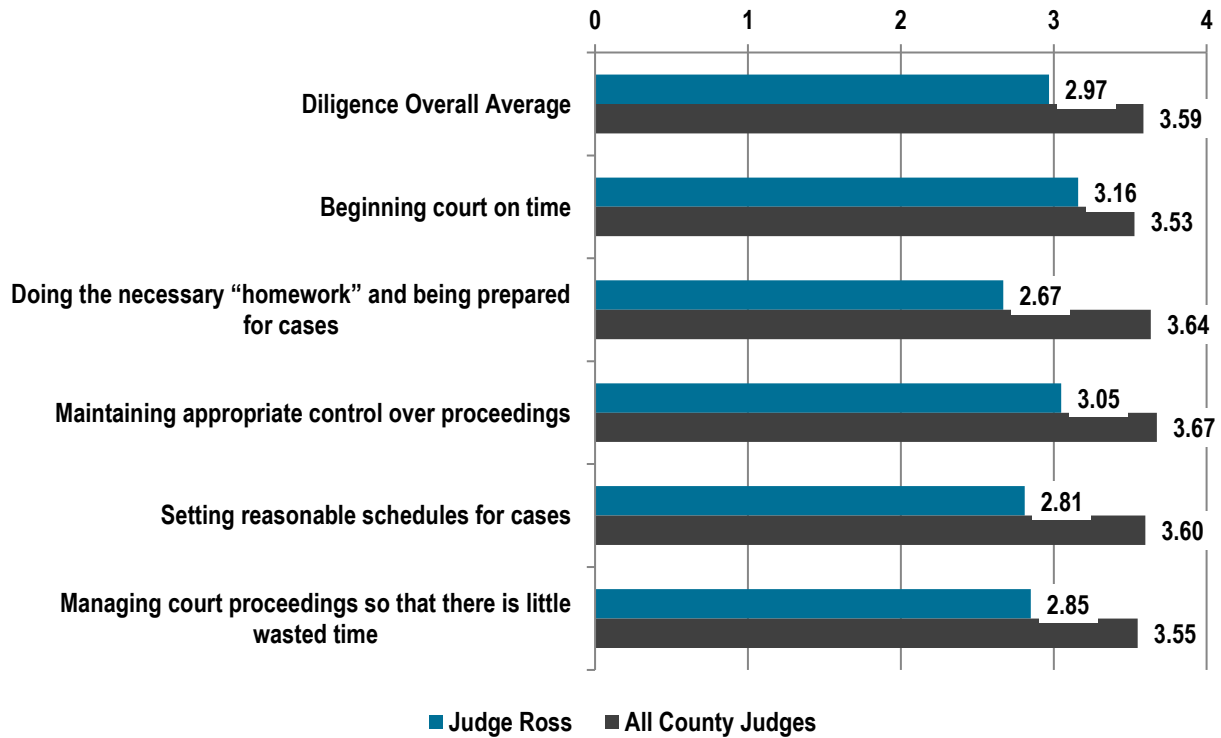 0 1 2 3 4
Diligence Overall Average
2.97
3.59
Beginning court on time
3.16
3.53
Doing the necessary “homework” and being prepared
for cases
2.67
3.64
Maintaining appropriate control over proceedings
3.05
3.67
Setting reasonable schedules for cases
2.81
3.60
Managing court proceedings so that there is little
wasted time
2.85
3.55
Judge Ross All County Judges